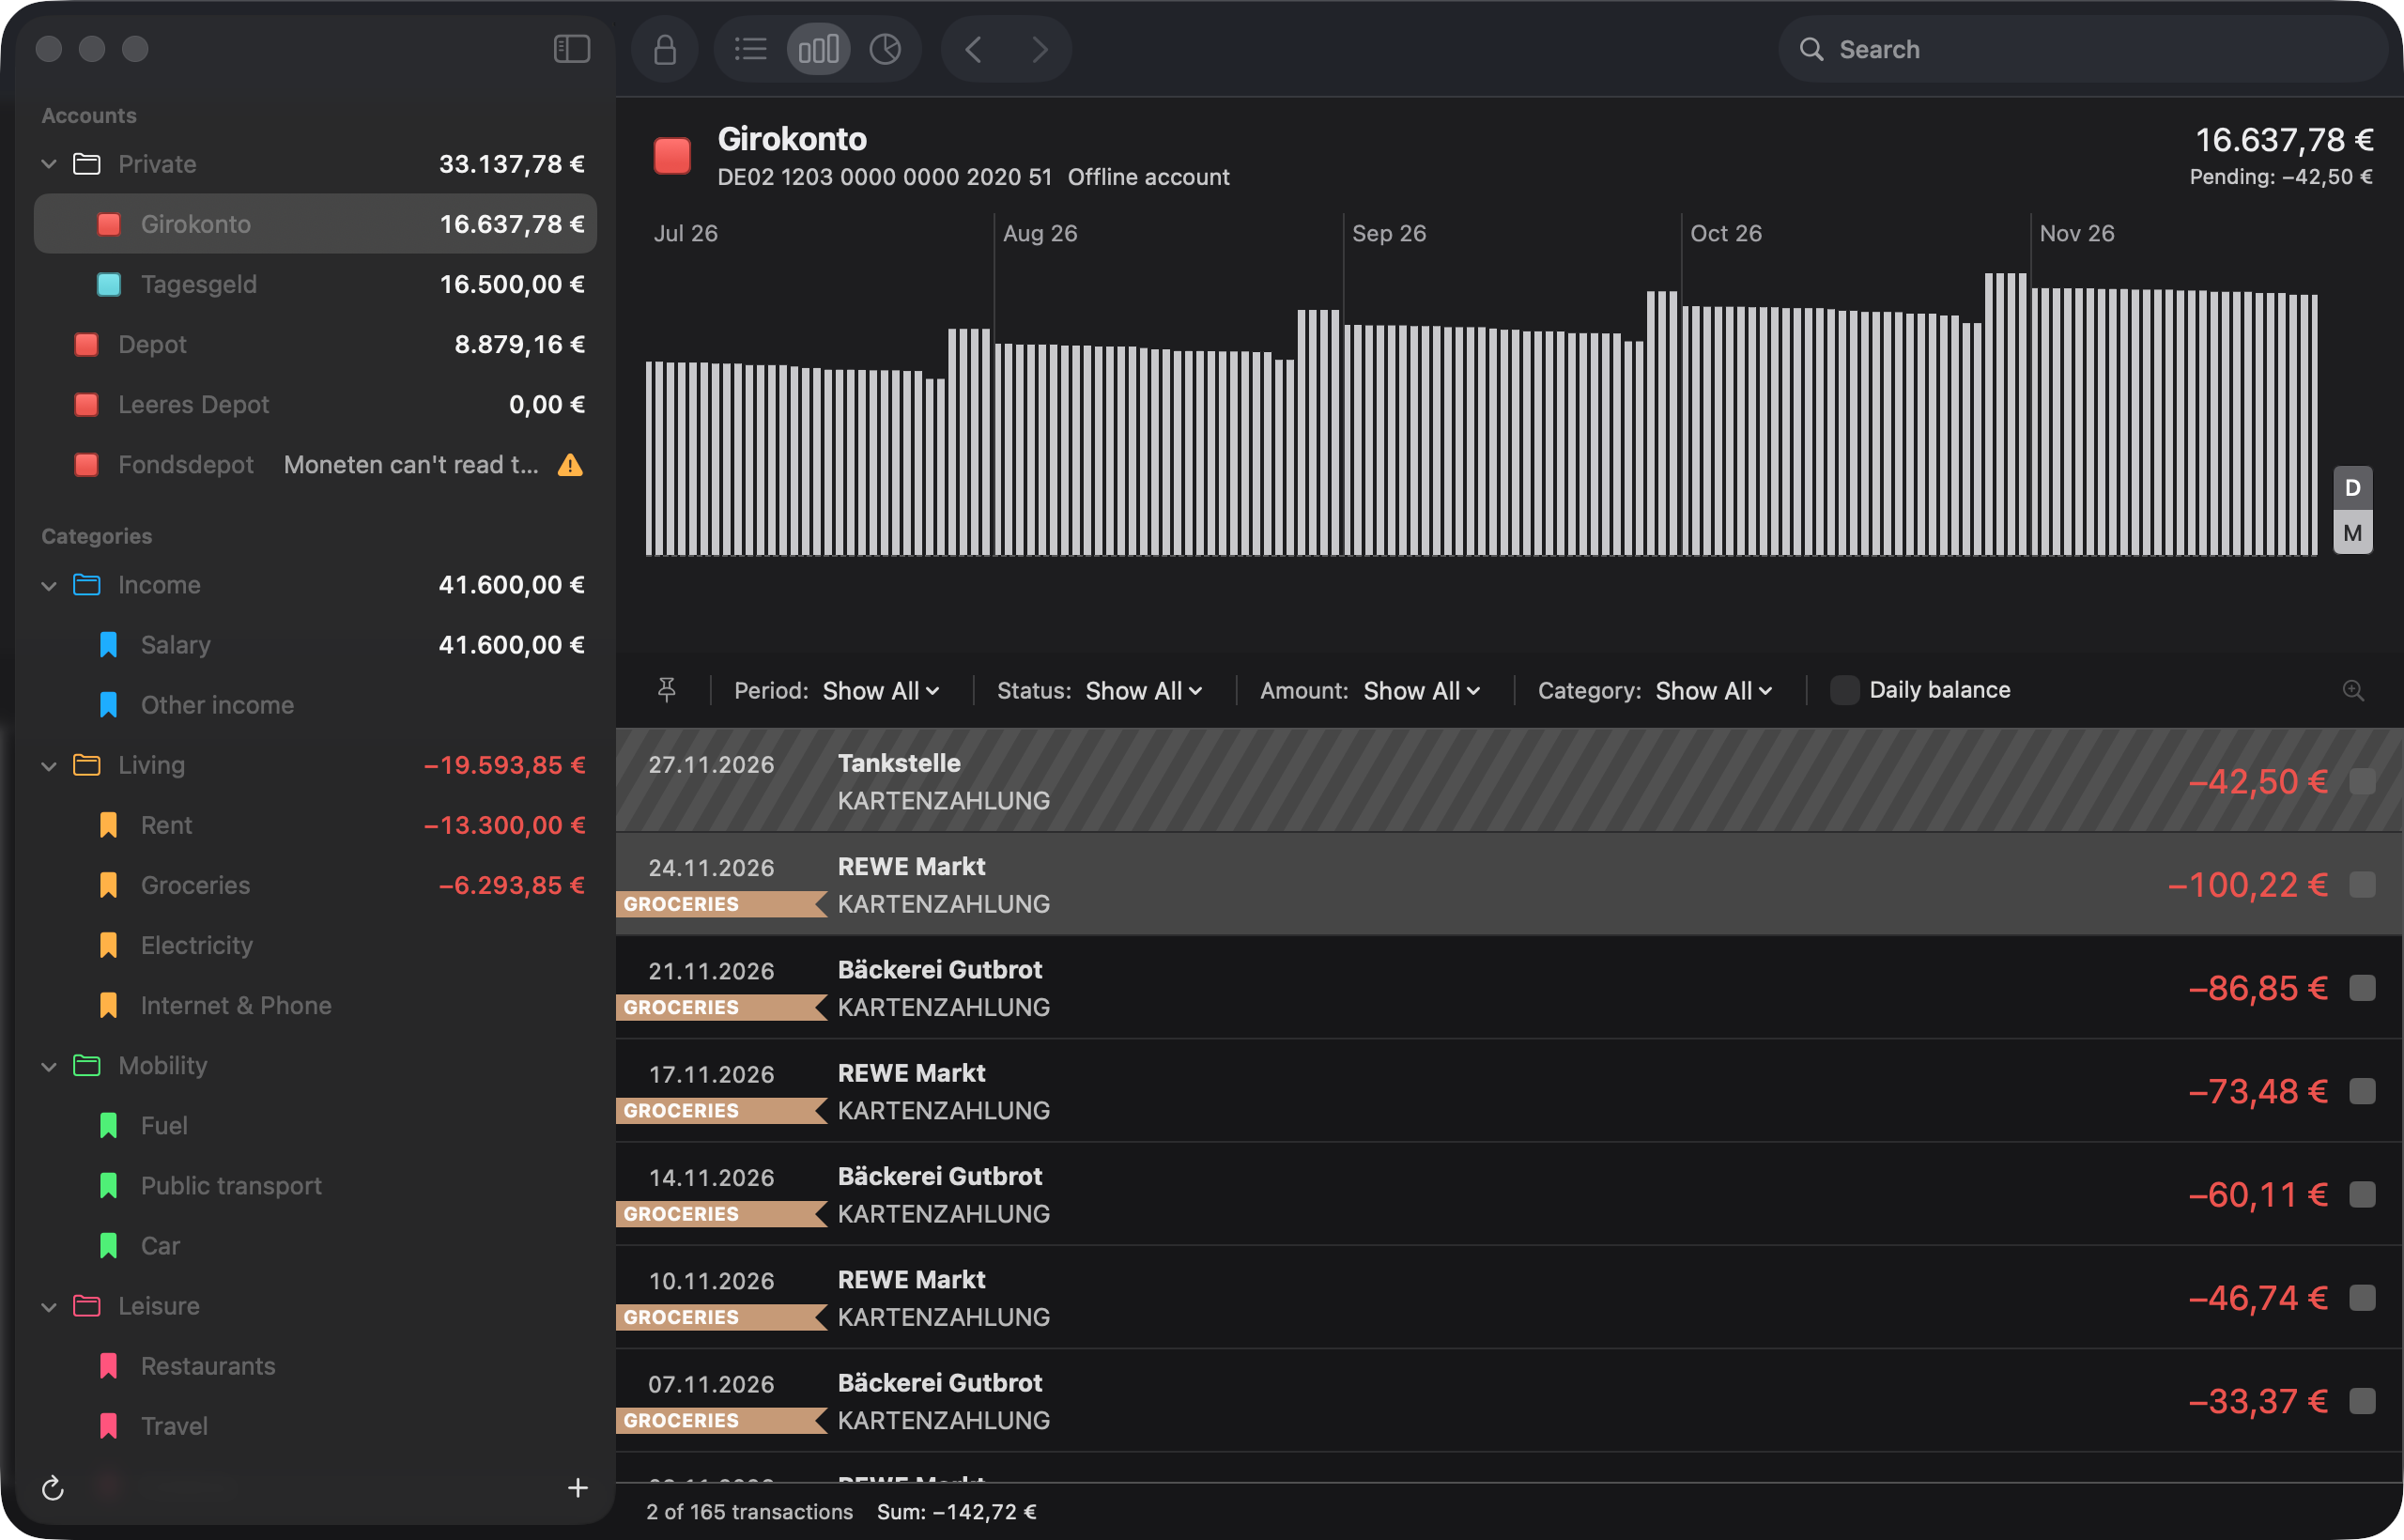 Search
Accounts
Private 33.137,78 €
Girokonto 16.637,78 €
Tagesgeld 16.500,00 €
Depot 8.879,16 €
Leeres Depot 0,00 €
Fondsdepot Moneten can't read t...
Categories
Income 41.600,00 €
Salary 41.600,00 €
Other income
Living −19.593,85 €
Rent −13.300,00 €
Groceries −6.293,85 €
Electricity
Internet & Phone
Mobility
Fuel
Public transport
Car
Leisure
Restaurants
Travel
Girokonto
DE02 1203 0000 0000 2020 51 Offline account
16.637,78 €
Pending: −42,50 €
Jul 26 Aug 26 Sep 26 Oct 26 Nov 26
D
M
Period: Show All Status: Show All Amount: Show All Category: Show All Daily balance
27.11.2026 Tankstelle
KARTENZAHLUNG
−42,50 €
24.11.2026 REWE Markt
GROCERIES KARTENZAHLUNG
−100,22 €
21.11.2026 Bäckerei Gutbrot
GROCERIES KARTENZAHLUNG
−86,85 €
17.11.2026 REWE Markt
GROCERIES KARTENZAHLUNG
−73,48 €
14.11.2026 Bäckerei Gutbrot
GROCERIES KARTENZAHLUNG
−60,11 €
10.11.2026 REWE Markt
GROCERIES KARTENZAHLUNG
−46,74 €
07.11.2026 Bäckerei Gutbrot
GROCERIES KARTENZAHLUNG
−33,37 €
REWE Markt
2 of 165 transactions Sum: −142,72 €